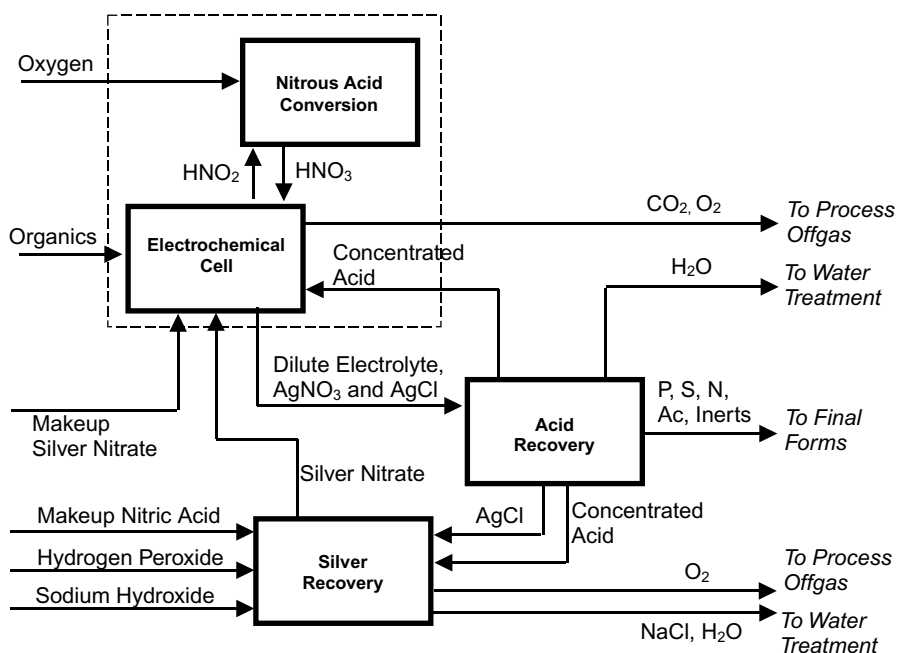 Oxygen
Nitrous Acid
Conversion
HNO₂
HNO₃
CO₂, O₂
To Process
Offgas
Organics
Electrochemical
Cell
Concentrated
Acid
H₂O
To Water
Treatment
Dilute Electrolyte,
AgNO₃ and AgCl
Makeup
Silver Nitrate
Acid
Recovery
P, S, N,
Ac, Inerts
To Final
Forms
Silver Nitrate
AgCl
Concentrated
Acid
Makeup Nitric Acid
Hydrogen Peroxide
Sodium Hydroxide
Silver
Recovery
O₂
To Process
Offgas
NaCl, H₂O
To Water
Treatment